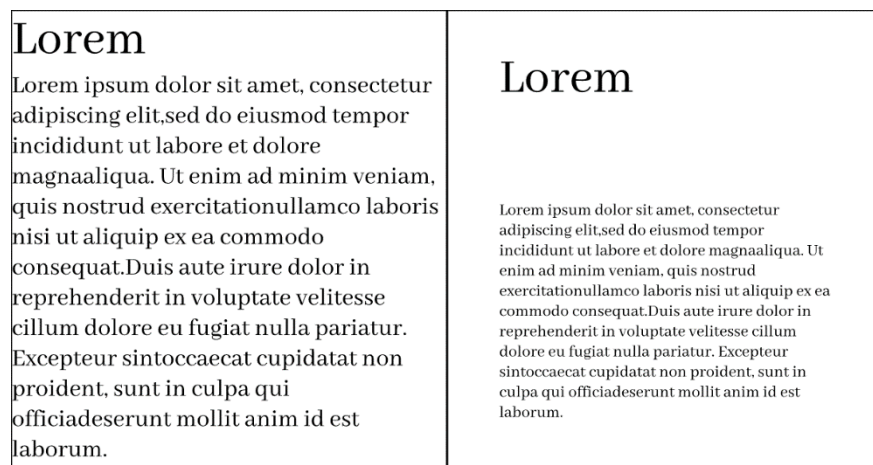 Lorem
Lorem ipsum dolor sit amet, consectetur
adipiscing elit,sed do eiusmod tempor
incididunt ut labore et dolore
magnaaliqua. Ut enim ad minim veniam,
quis nostrud exercitationullamco laboris
nisi ut aliquip ex ea commodo
consequat.Duis aute irure dolor in
reprehenderit in voluptate velitesse
cillum dolore eu fugiat nulla pariatur.
Excepteur sintoccaecat cupidatat non
proident, sunt in culpa qui
officiadeserunt mollit anim id est
laborum.
Lorem
Lorem ipsum dolor sit amet, consectetur
adipiscing elit,sed do eiusmod tempor
incididunt ut labore et dolore magnaaliqua. Ut
enim ad minim veniam, quis nostrud
exercitationullamco laboris nisi ut aliquip ex ea
commodo consequat.Duis aute irure dolor in
reprehenderit in voluptate velitesse cillum
dolore eu fugiat nulla pariatur. Excepteur
sintoccaecat cupidatat non proident, sunt in
culpa qui officiadeserunt mollit anim id est
laborum.